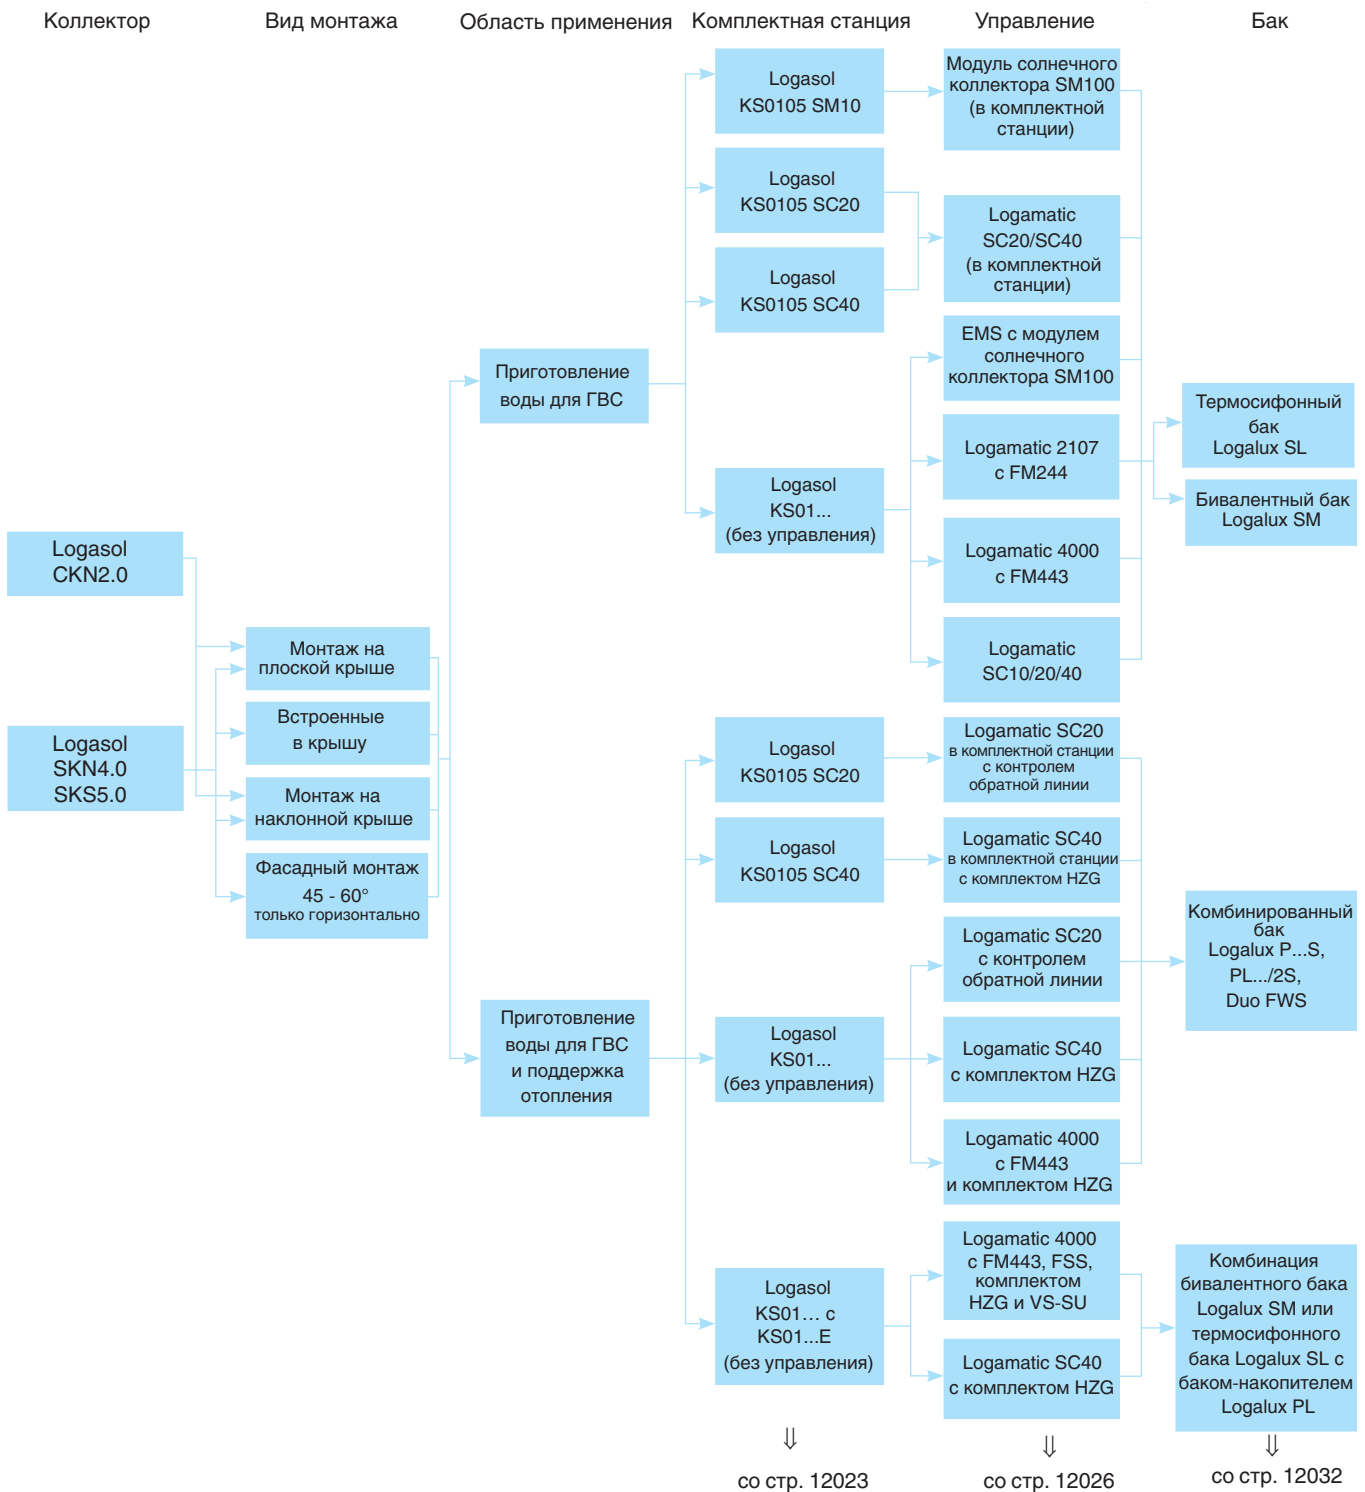 Коллектор
Вид монтажа
Область применения
Комплектная станция
Управление
Бак
Logasol
CKN2.0
Logasol
SKN4.0
SKS5.0
Монтаж на
плоской крыше
Встроенные
в крышу
Монтаж на
наклонной крыше
Фасадный монтаж
45 - 60°
только горизонтально
Приготовление
воды для ГВС
Приготовление
воды для ГВС
и поддержка
отопления
Logasol
KS0105 SM10
Logasol
KS0105 SC20
Logasol
KS0105 SC40
Logasol
KS01...
(без управления)
Logasol
KS0105 SC20
Logasol
KS0105 SC40
Logasol
KS01...
(без управления)
Logasol
KS01... с
KS01...E
(без управления)
⇓
со стр. 12023
Модуль солнечного
коллектора SM100
(в комплектной
станции)
Logamatic
SC20/SC40
(в комплектной
станции)
EMS с модулем
солнечного
коллектора SM100
Logamatic 2107
с FM244
Logamatic 4000
с FM443
Logamatic
SC10/20/40
Logamatic SC20
в комплектной станции
с контролем
обратной линии
Logamatic SC40
в комплектной станции
с комплектом HZG
Logamatic SC20
с контролем
обратной линии
Logamatic SC40
с комплектом HZG
Logamatic 4000
с FM443
и комплектом HZG
Logamatic 4000
с FM443, FSS,
комплектом
HZG и VS-SU
Logamatic SC40
с комплектом HZG
⇓
со стр. 12026
Термосифонный
бак
Logalux SL
Бивалентный бак
Logalux SM
Комбинированный
бак
Logalux P...S,
PL.../2S,
Duo FWS
Комбинация
бивалентного бака
Logalux SM или
термосифонного
бака Logalux SL с
баком-накопителем
Logalux PL
⇓
со стр. 12032